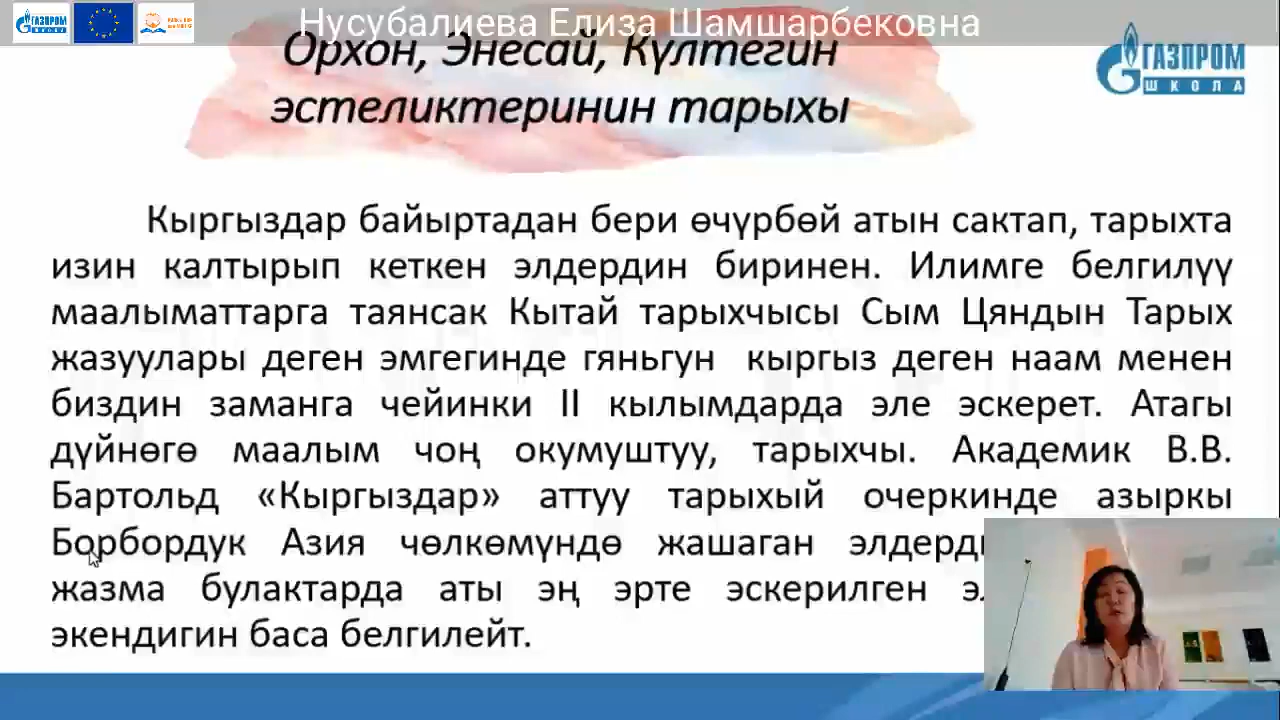 Нусубалиева Елиза Шамшарбековна
Орхон, Энесай, Күлтегин
эстеликтеринин тарыхы
ГАЗПРОМ
ШКОЛА
Кыргыздар байыртадан бери өчүрбөй атын сактап, тарыхта
изин калтырып кеткен элдердин биринен. Илимге белгилүү
маалыматтарга таянсак Кытай тарыхчысы Сым Цяндын Тарых
жазуулары деген эмгегинде гяньгун кыргыз деген наам менен
биздин заманга чейинки II кылымдарда эле эскерет. Атагы
дүйнөгө маалым чоң окумуштуу, тарыхчы. Академик В.В.
Бартольд «Кыргыздар» аттуу тарыхый очеркинде азыркы
Борбордук Азия чөлкөмүндө жашаган
жазма булактарда аты эң эрте эскерилген
экендигин баса белгилейт.